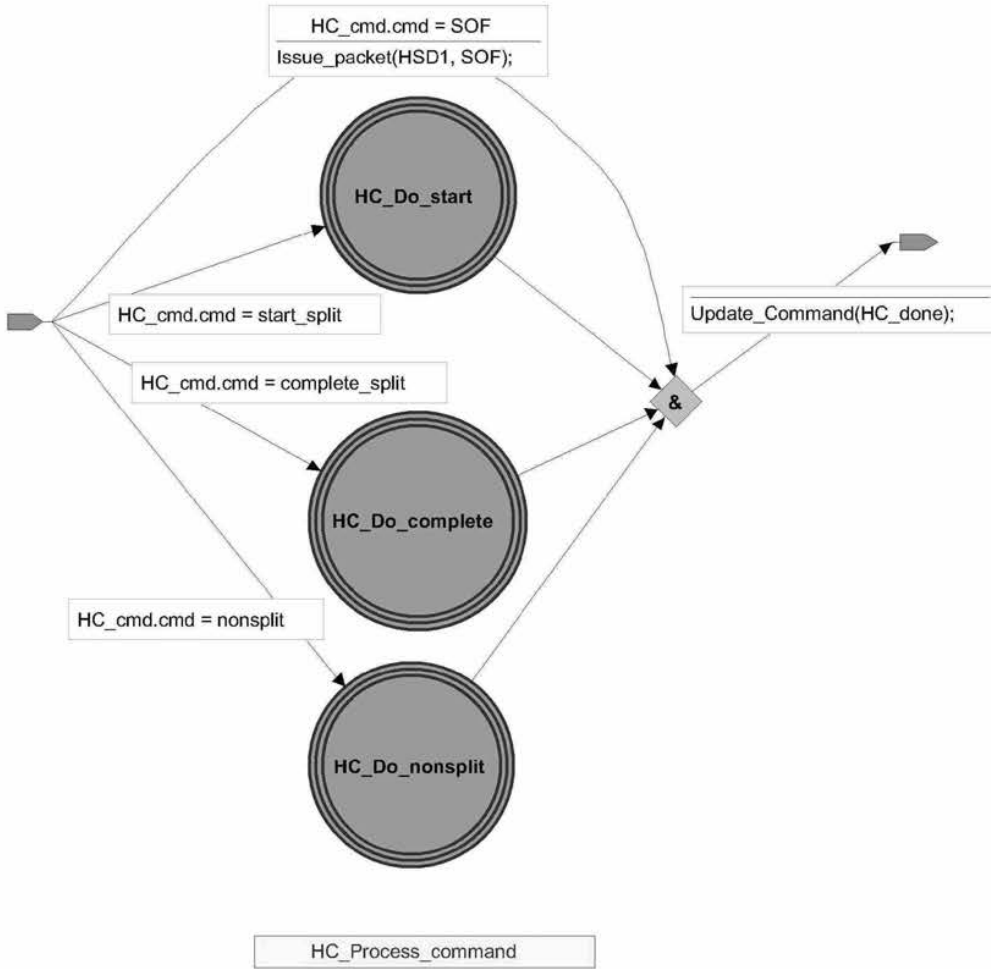 HC_cmd.cmd = SOF
Issue_packet(HSD1, SOF);
HC_Do_start
HC_cmd.cmd = start_split
Update_Command(HC_done);
HC_cmd.cmd = complete_split
&
HC_Do_complete
HC_cmd.cmd = nonsplit
HC_Do_nonsplit
HC_Process_command